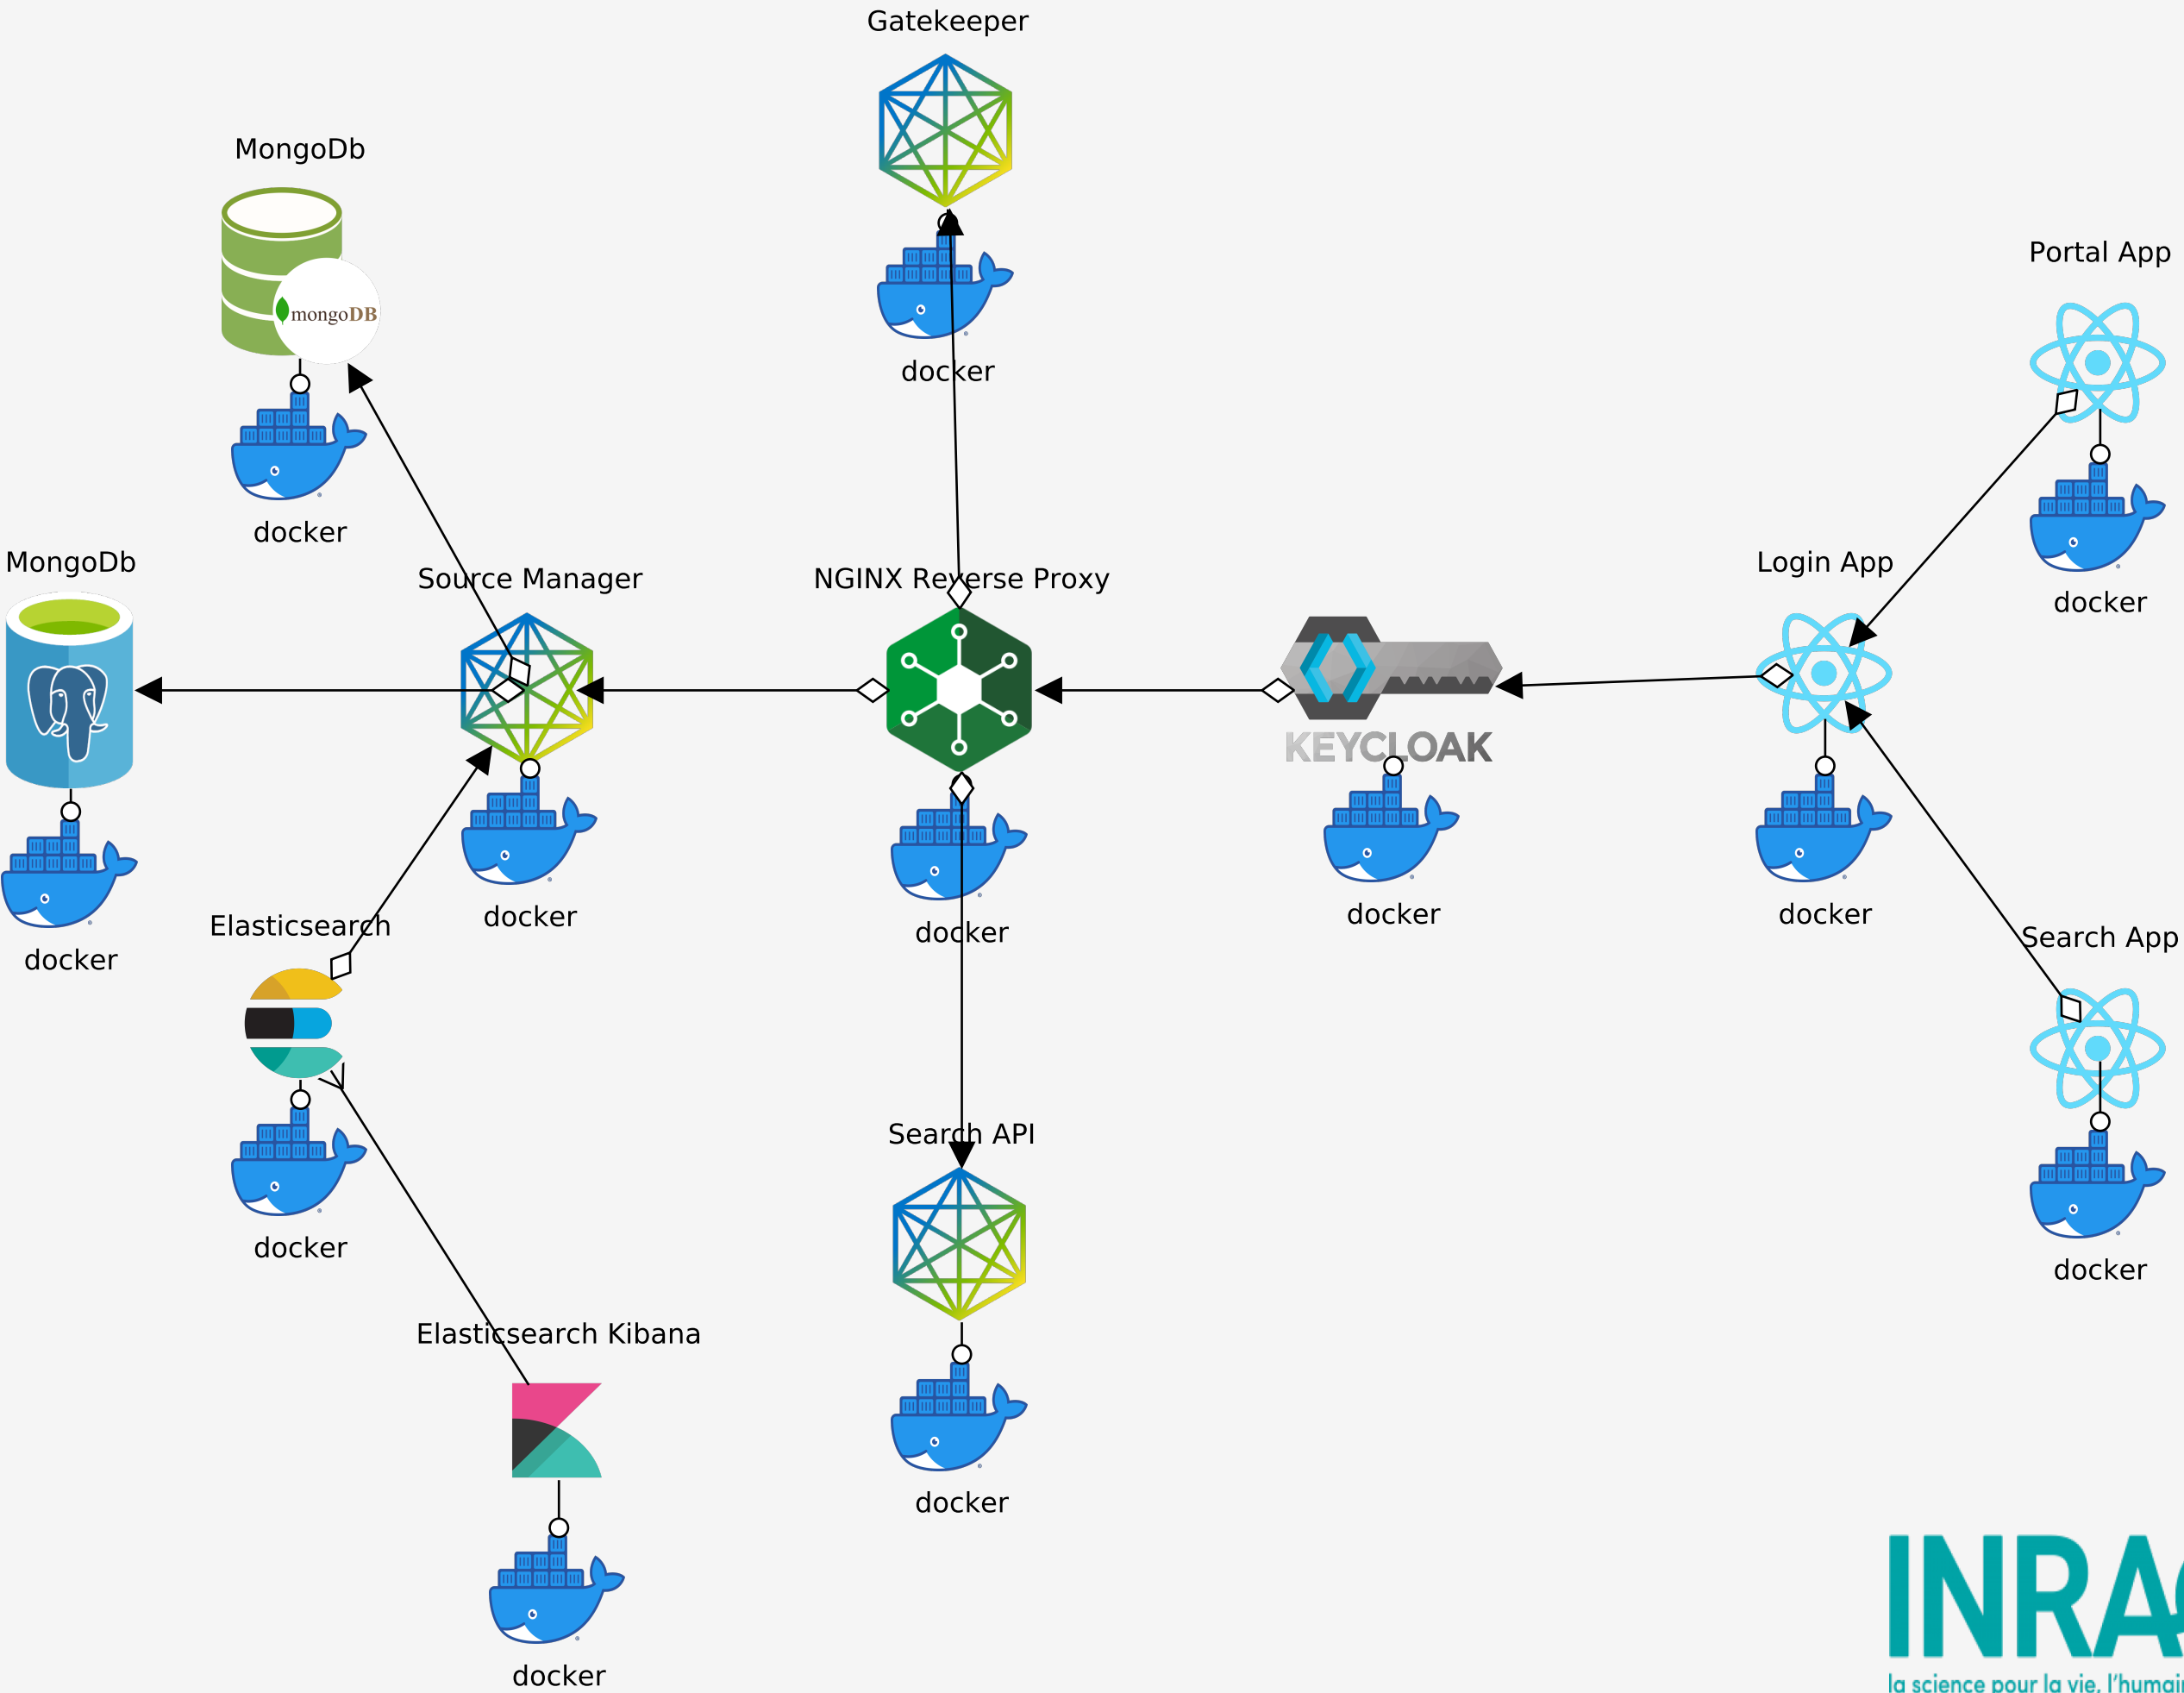 Gatekeeper
MongoDb
mongoDB
Portal App
docker
docker
MongoDb
Source Manager
NGINX Reverse Proxy
Login App
docker
KEYCLOAK
docker
docker
docker
docker
docker
Elasticsearch
Search App
docker
Search API
docker
docker
Elasticsearch Kibana
docker
docker
INRA
la science pour la vie, l'humai